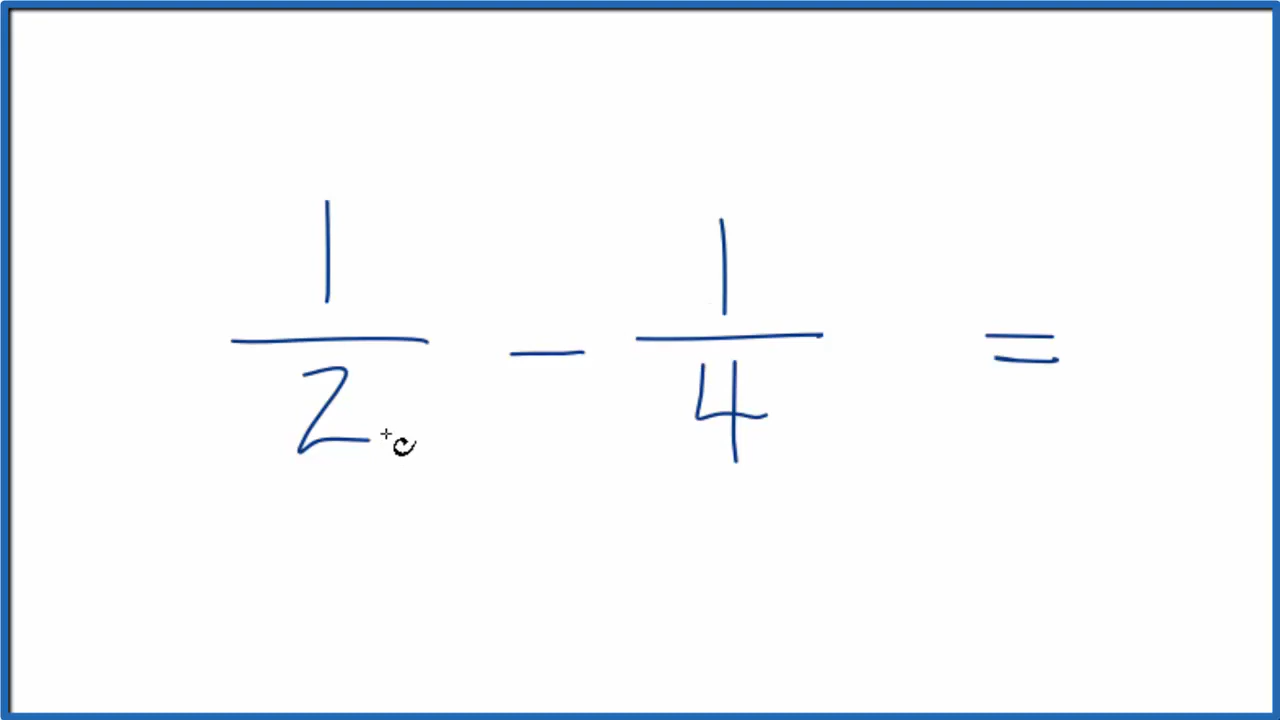 1/2 - 1/4 =